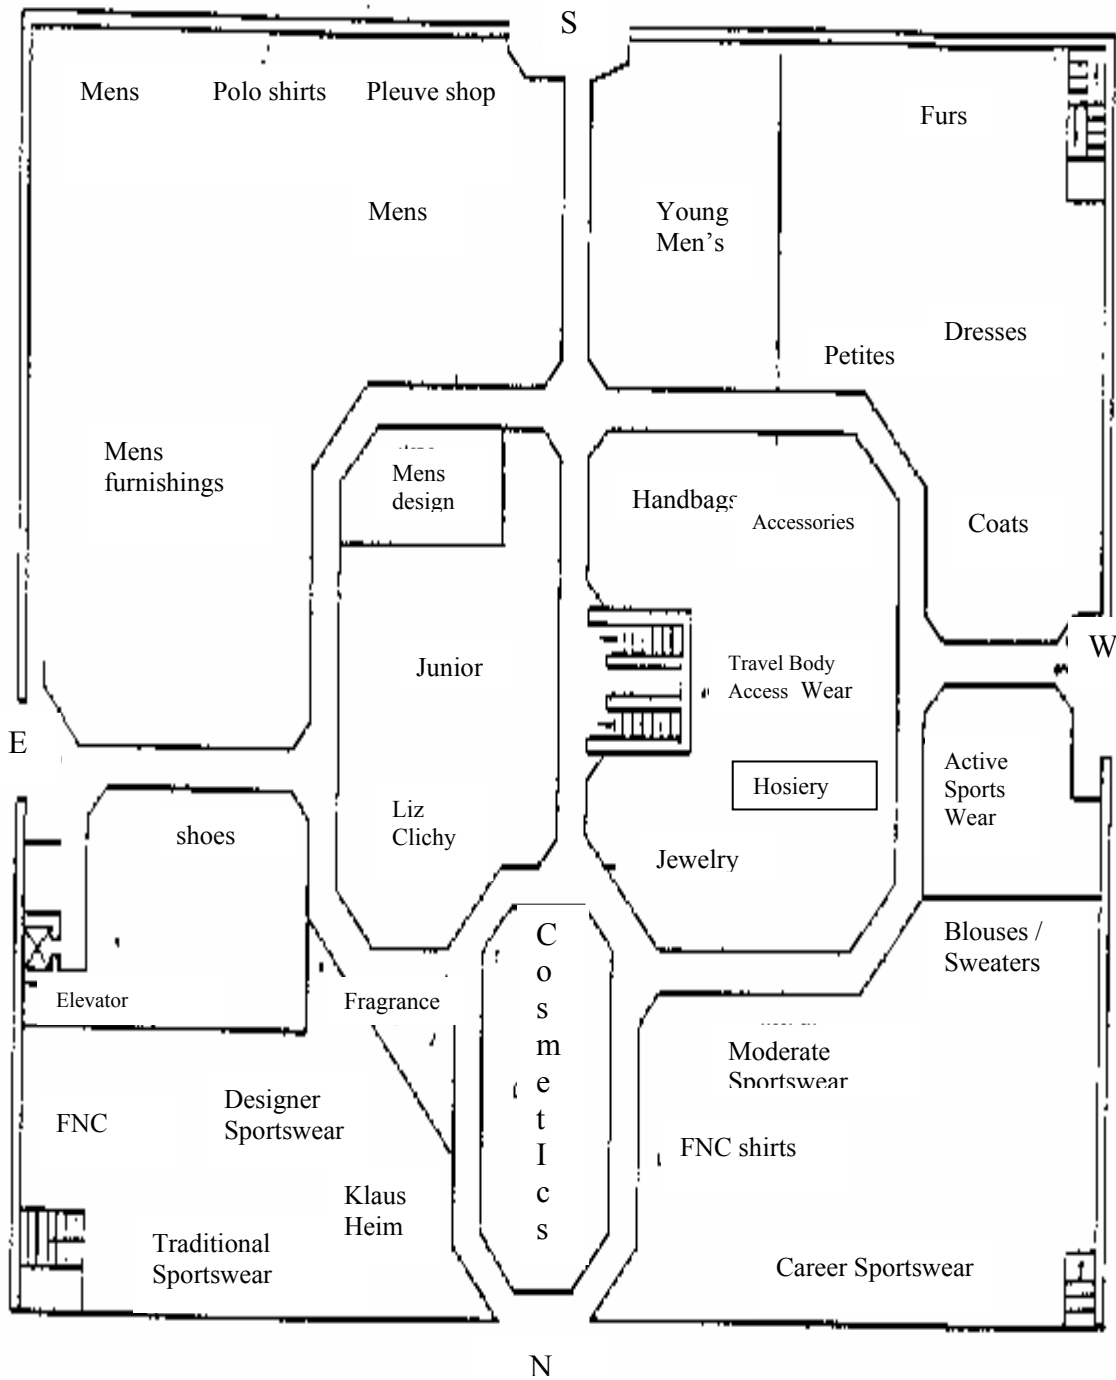 S
Mens
Polo shirts
Pleuve shop
Furs
Mens
Young
Men’s
Dresses
Petites
Mens
furnishings
Mens
design
Handbags
Accessories
Coats
Junior
Travel Body
Access Wear
W
E
Active
Sports
Wear
Hosiery
Liz
Clichy
shoes
Jewelry
Cosmetics
Blouses /
Sweaters
Elevator
Fragrance
Moderate
Sportswear
Designer
Sportswear
FNC
FNC shirts
Klaus
Heim
Traditional
Sportswear
Career Sportswear
N